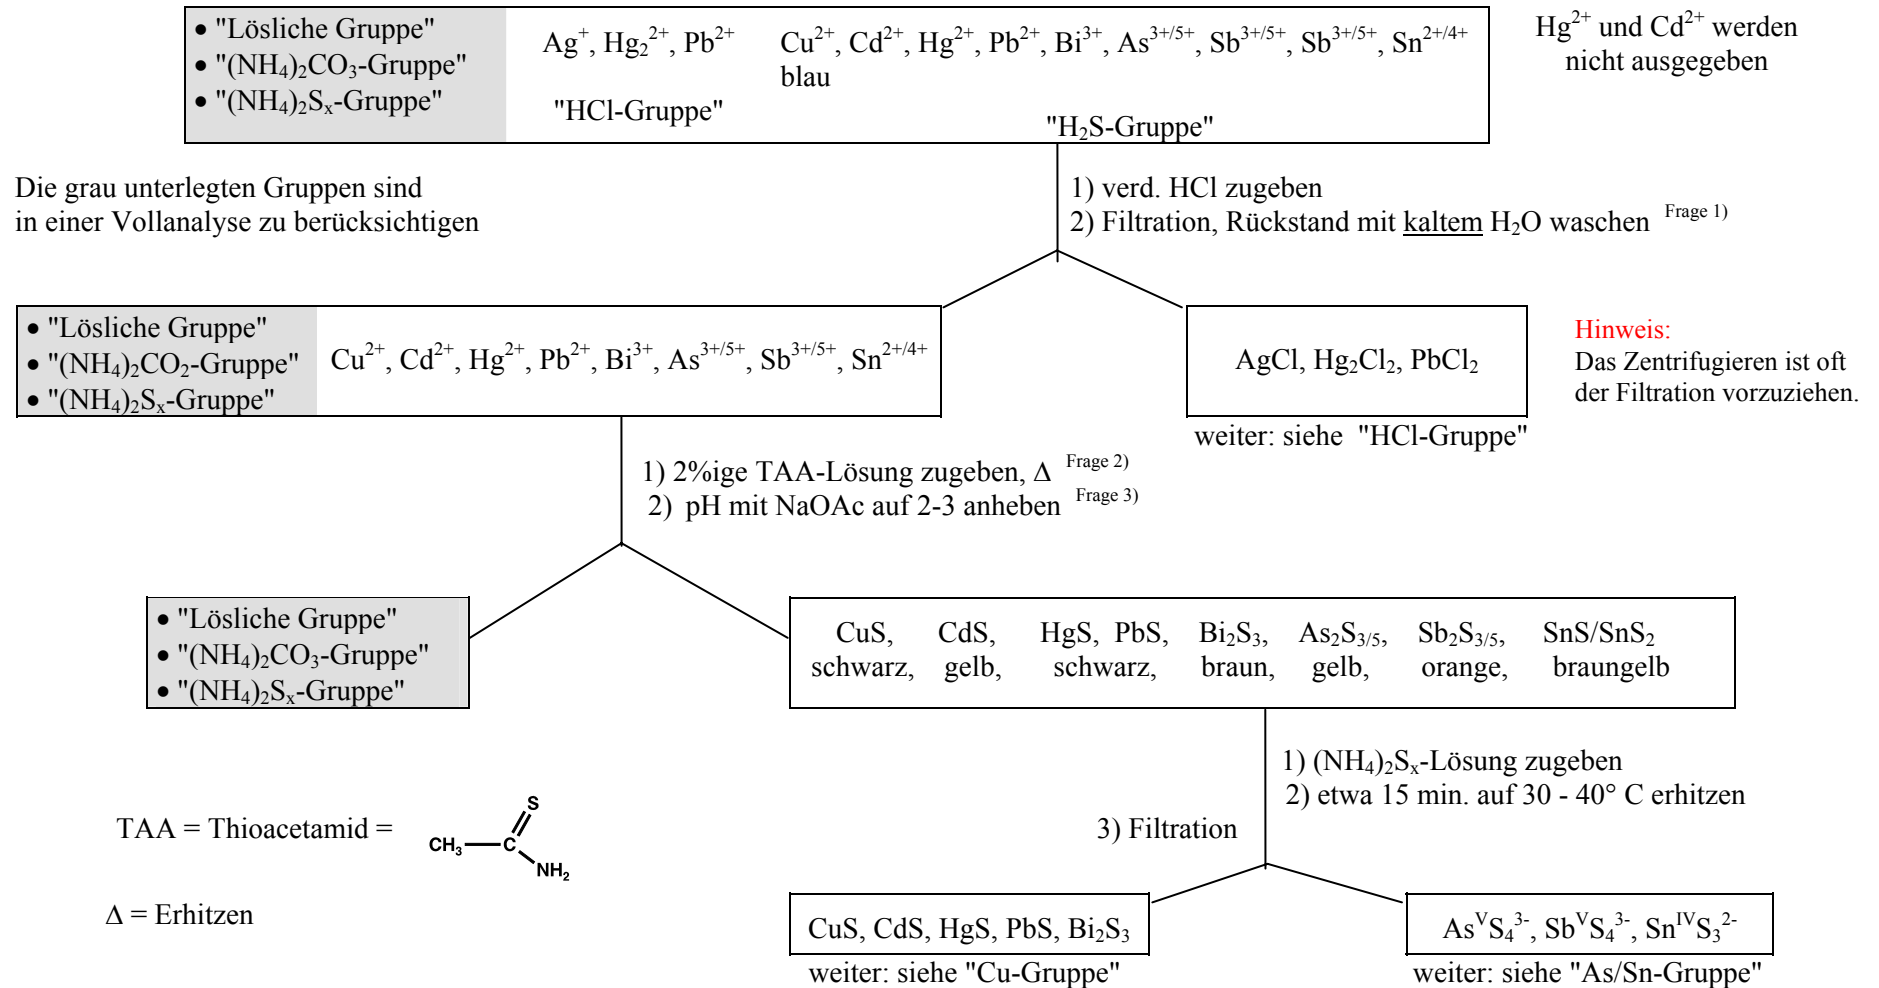 • "Lösliche Gruppe"
• "(NH₄)₂CO₃-Gruppe"
• "(NH₄)₂Sₓ-Gruppe"
Ag⁺, Hg₂²⁺, Pb²⁺
"HCl-Gruppe"
Cu²⁺, Cd²⁺, Hg²⁺, Pb²⁺, Bi³⁺, As³⁺ᐟ⁵⁺, Sb³⁺ᐟ⁵⁺, Sb³⁺ᐟ⁵⁺, Sn²⁺ᐟ⁴⁺
blau
"H₂S-Gruppe"
Hg²⁺ und Cd²⁺ werden
nicht ausgegeben
Die grau unterlegten Gruppen sind
in einer Vollanalyse zu berücksichtigen
1) verd. HCl zugeben
2) Filtration, Rückstand mit kaltem H₂O waschen Frage 1)
• "Lösliche Gruppe"
• "(NH₄)₂CO₂-Gruppe"
• "(NH₄)₂Sₓ-Gruppe"
Cu²⁺, Cd²⁺, Hg²⁺, Pb²⁺, Bi³⁺, As³⁺ᐟ⁵⁺, Sb³⁺ᐟ⁵⁺, Sn²⁺ᐟ⁴⁺
AgCl, Hg₂Cl₂, PbCl₂
weiter: siehe "HCl-Gruppe"
Hinweis:
Das Zentrifugieren ist oft
der Filtration vorzuziehen.
1) 2%ige TAA-Lösung zugeben, Δ Frage 2)
2) pH mit NaOAc auf 2-3 anheben Frage 3)
• "Lösliche Gruppe"
• "(NH₄)₂CO₃-Gruppe"
• "(NH₄)₂Sₓ-Gruppe"
CuS, CdS, HgS, PbS, Bi₂S₃, As₂S₃/₅, Sb₂S₃/₅, SnS/SnS₂
schwarz, gelb, schwarz, braun, gelb, orange, braungelb
1) (NH₄)₂Sₓ-Lösung zugeben
2) etwa 15 min. auf 30 - 40° C erhitzen
3) Filtration
TAA = Thioacetamid =
S
CH₃ C
NH₂
Δ = Erhitzen
CuS, CdS, HgS, PbS, Bi₂S₃
weiter: siehe "Cu-Gruppe"
AsⱽS₄³⁻, SbⱽS₄³⁻, SnᴵⱽS₃²⁻
weiter: siehe "As/Sn-Gruppe"